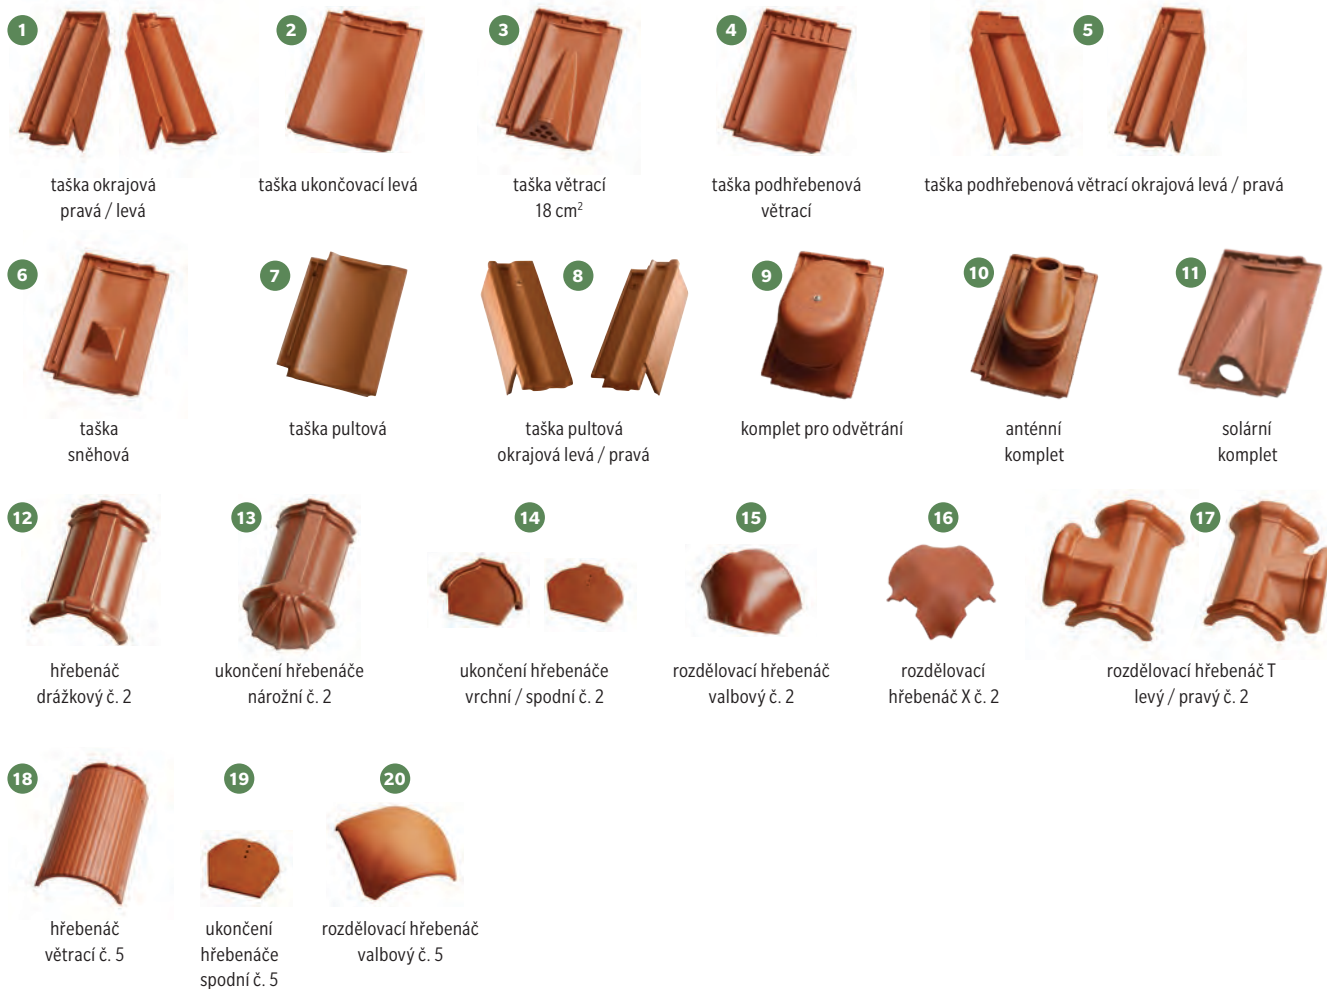 1
taška okrajová
pravá / levá
2
taška ukončovací levá
3
taška větrací
18 cm²
4
taška podhřebenová
větrací
5
taška podhřebenová větrací okrajová levá / pravá
6
taška
sněhová
7
taška pultová
8
taška pultová
okrajová levá / pravá
9
komplet pro odvětrání
10
anténní
komplet
11
solární
komplet
12
hřebenáč
drážkový č. 2
13
ukončení hřebenáče
nárožní č. 2
14
ukončení hřebenáče
vrchní / spodní č. 2
15
rozdělovací hřebenáč
valbový č. 2
16
rozdělovací
hřebenáč X č. 2
17
rozdělovací hřebenáč T
levý / pravý č. 2
18
hřebenáč
větrací č. 5
19
ukončení
hřebenáče
spodní č. 5
20
rozdělovací hřebenáč
valbový č. 5